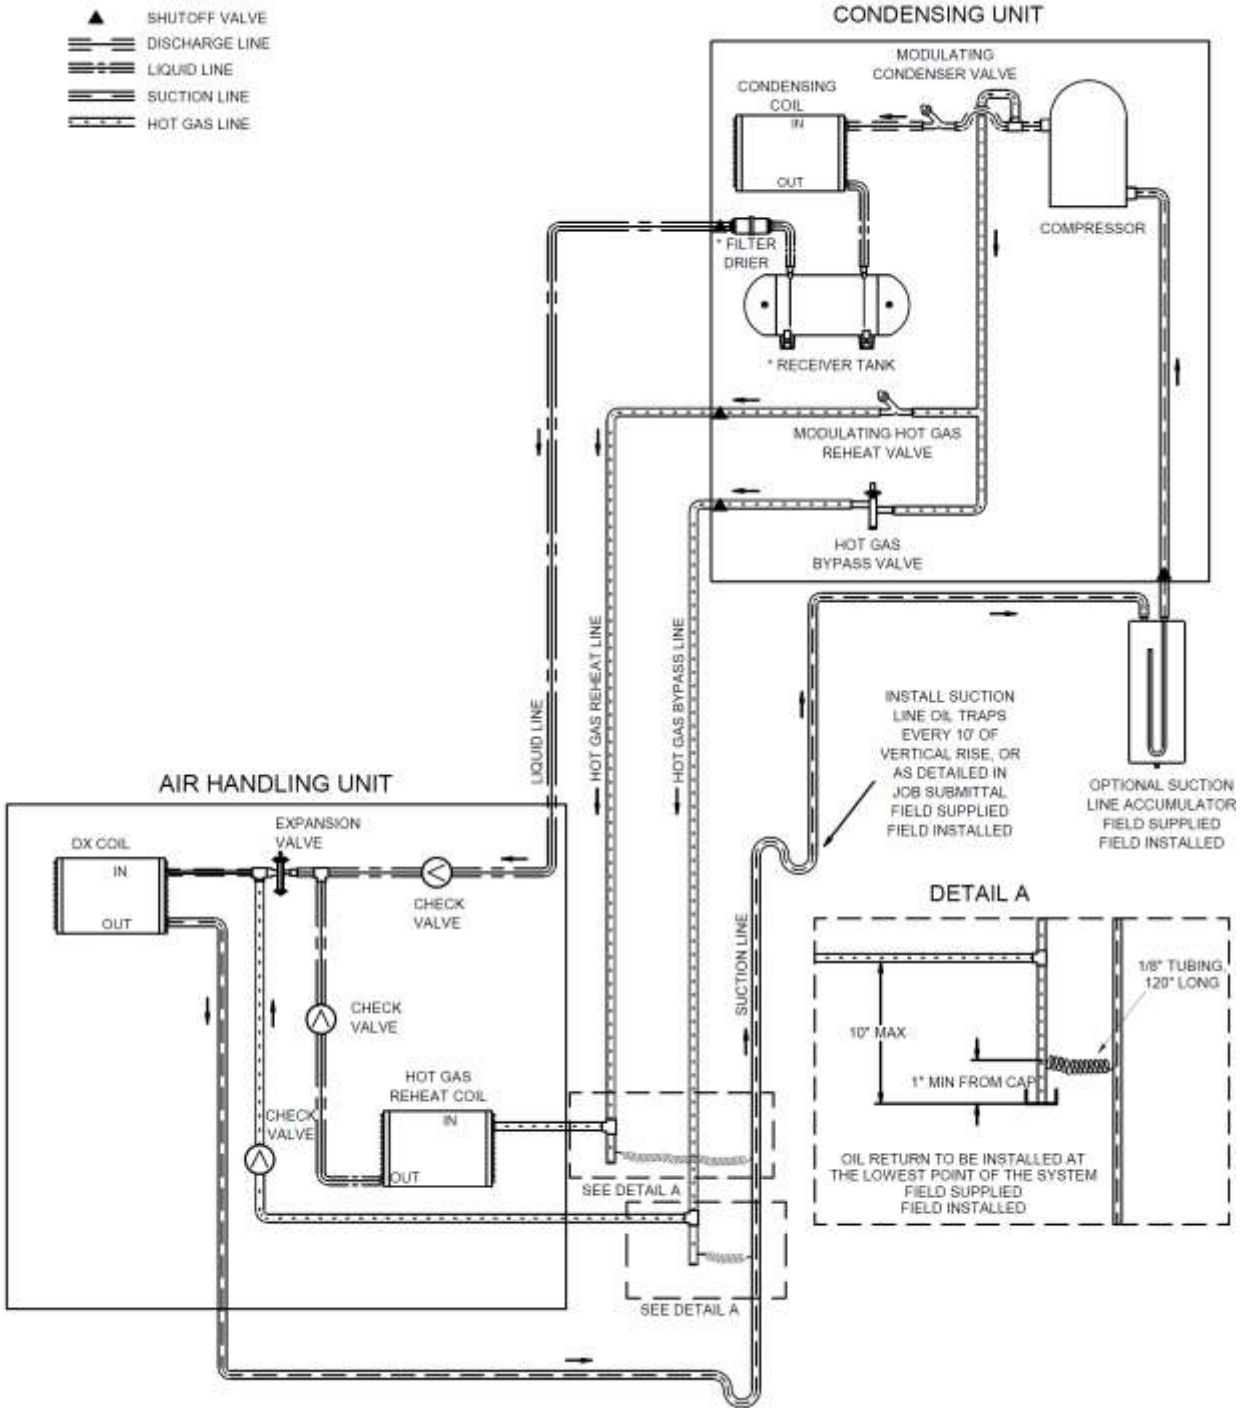 SHUTOFF VALVE
DISCHARGE LINE
LIQUID LINE
SUCTION LINE
HOT GAS LINE
CONDENSING UNIT
MODULATING
CONDENSER VALVE
CONDENSING
COIL
IN
OUT
COMPRESSOR
* FILTER
DRIER
* RECEIVER TANK
MODULATING HOT GAS
REHEAT VALVE
HOT GAS
BYPASS VALVE
LIQUID LINE
HOT GAS REHEAT LINE
HOT GAS BYPASS LINE
INSTALL SUCTION
LINE OIL TRAPS
EVERY 10' OF
VERTICAL RISE, OR
AS DETAILED IN
JOB SUBMITTAL
FIELD SUPPLIED
FIELD INSTALLED
OPTIONAL SUCTION
LINE ACCUMULATOR
FIELD SUPPLIED
FIELD INSTALLED
AIR HANDLING UNIT
EXPANSION
VALVE
DX COIL
IN
OUT
CHECK
VALVE
CHECK
VALVE
HOT GAS
REHEAT COIL
IN
OUT
CHECK
VALVE
SUCTION LINE
SEE DETAIL A
SEE DETAIL A
DETAIL A
1/8" TUBING,
120" LONG
10" MAX
1" MIN FROM CAP
OIL RETURN TO BE INSTALLED AT
THE LOWEST POINT OF THE SYSTEM
FIELD SUPPLIED
FIELD INSTALLED